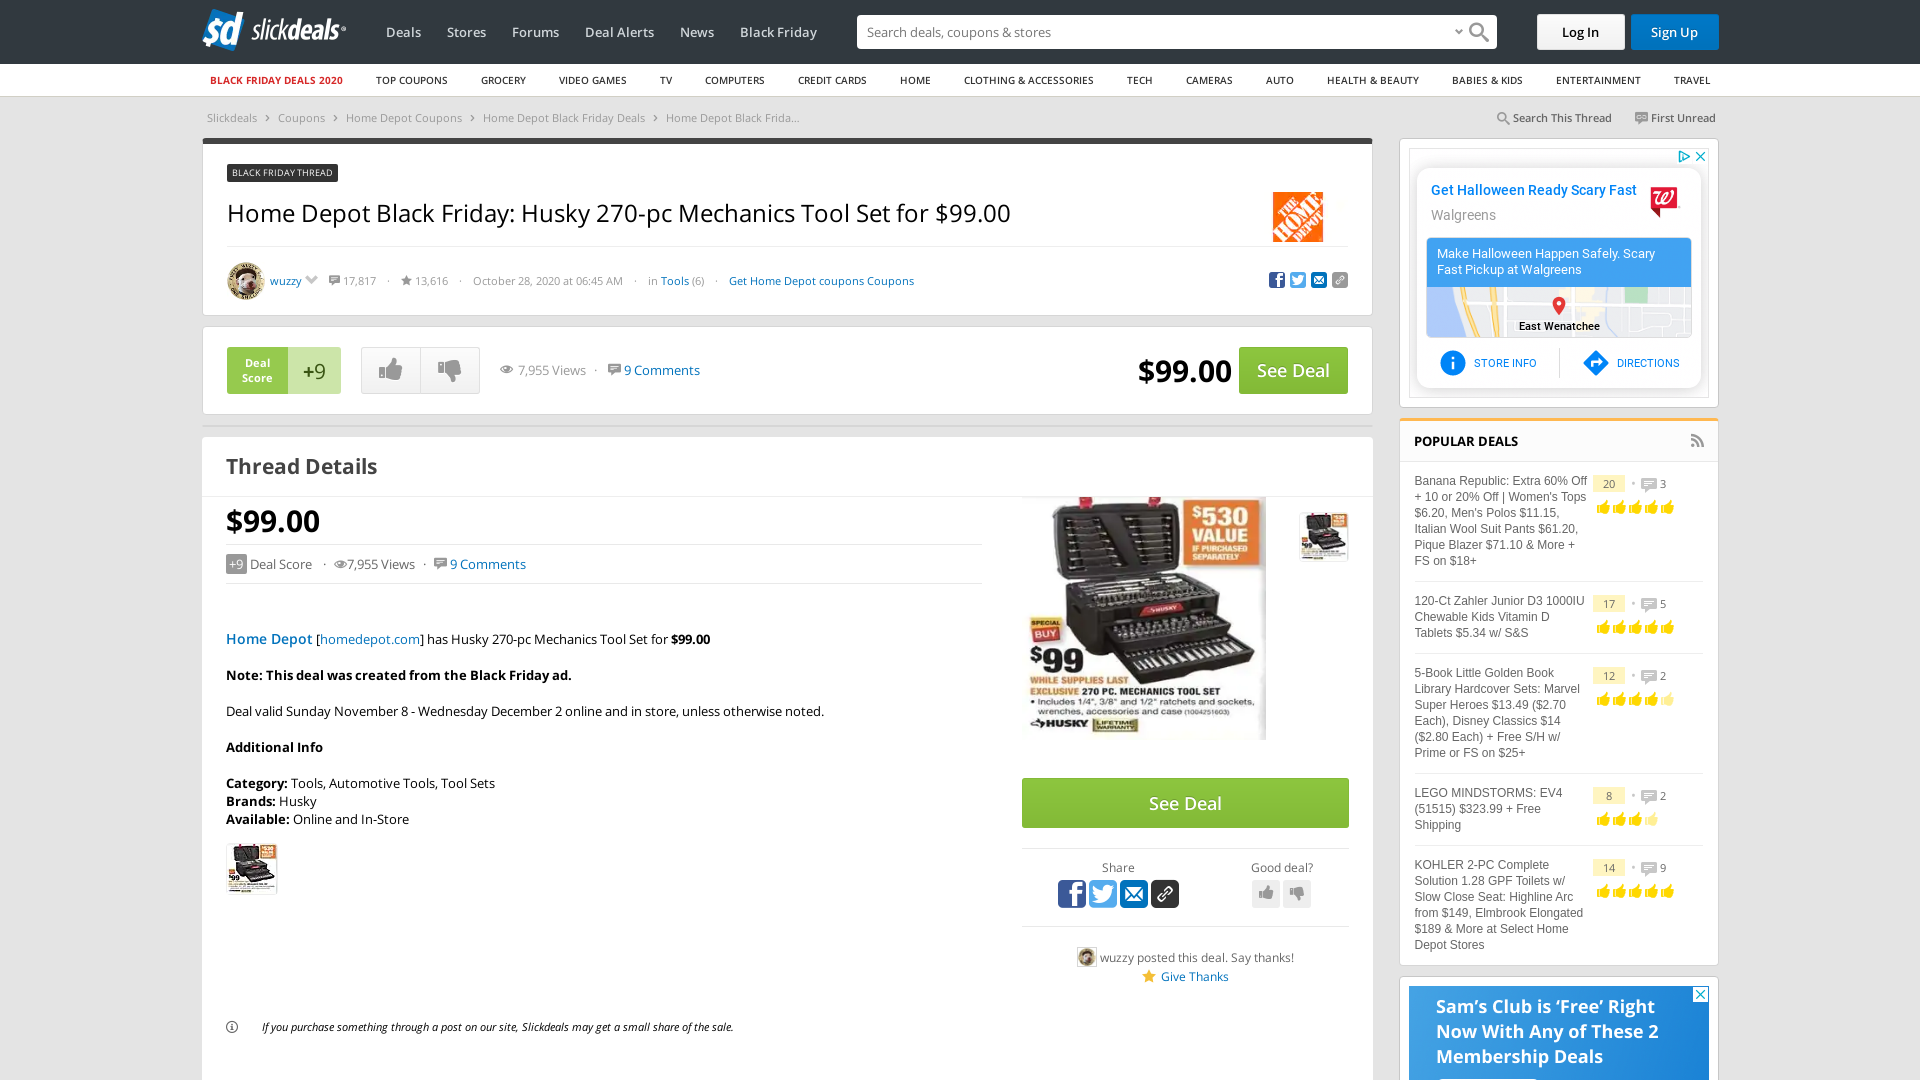 slickdeals
Deals
Stores
Forums
Deal Alerts
News
Black Friday
Search deals, coupons & stores
Log In
Sign Up
BLACK FRIDAY DEALS 2020
TOP COUPONS
GROCERY
VIDEO GAMES
TV
COMPUTERS
CREDIT CARDS
HOME
CLOTHING & ACCESSORIES
TECH
CAMERAS
AUTO
HEALTH & BEAUTY
BABIES & KIDS
ENTERTAINMENT
TRAVEL
Slickdeals > Coupons > Home Depot Coupons > Home Depot Black Friday Deals > Home Depot Black Frida...
Search This Thread
First Unread
BLACK FRIDAY THREAD
Home Depot Black Friday: Husky 270-pc Mechanics Tool Set for $99.00
THE HOME DEPOT
wuzzy 17,817 · 13,616 · October 28, 2020 at 06:45 AM · in Tools (6) · Get Home Depot coupons Coupons
Deal
Score
+9
7,955 Views · 9 Comments
$99.00
See Deal
Thread Details
$99.00
+9 Deal Score · 7,955 Views · 9 Comments
Home Depot [homedepot.com] has Husky 270-pc Mechanics Tool Set for $99.00
Note: This deal was created from the Black Friday ad.
Deal valid Sunday November 8 - Wednesday December 2 online and in store, unless otherwise noted.
Additional Info
Category: Tools, Automotive Tools, Tool Sets
Brands: Husky
Available: Online and In-Store
If you purchase something through a post on our site, Slickdeals may get a small share of the sale.
$530
VALUE
IF PURCHASED
SEPARATELY
HUSKY
SPECIAL
BUY
$99
WHILE SUPPLIES LAST
EXCLUSIVE 270 PC. MECHANICS TOOL SET
• Includes 1/4", 3/8" and 1/2" ratchets and sockets,
wrenches, accessories and case (1004251603)
HUSKY LIFETIME
WARRANTY
See Deal
Share
Good deal?
wuzzy posted this deal. Say thanks!
Give Thanks
Get Halloween Ready Scary Fast
Walgreens
Make Halloween Happen Safely. Scary
Fast Pickup at Walgreens
East Wenatchee
STORE INFO
DIRECTIONS
POPULAR DEALS
Banana Republic: Extra 60% Off
+ 10 or 20% Off | Women's Tops
$6.20, Men's Polos $11.15,
Italian Wool Suit Pants $61.20,
Pique Blazer $71.10 & More +
FS on $18+
20 • 3
120-Ct Zahler Junior D3 1000IU
Chewable Kids Vitamin D
Tablets $5.34 w/ S&S
17 • 5
5-Book Little Golden Book
Library Hardcover Sets: Marvel
Super Heroes $13.49 ($2.70
Each), Disney Classics $14
($2.80 Each) + Free S/H w/
Prime or FS on $25+
12 • 2
LEGO MINDSTORMS: EV4
(51515) $323.99 + Free
Shipping
8 • 2
KOHLER 2-PC Complete
Solution 1.28 GPF Toilets w/
Slow Close Seat: Highline Arc
from $149, Elmbrook Elongated
$189 & More at Select Home
Depot Stores
14 • 9
Sam's Club is ‘Free’ Right
Now With Any of These 2
Membership Deals